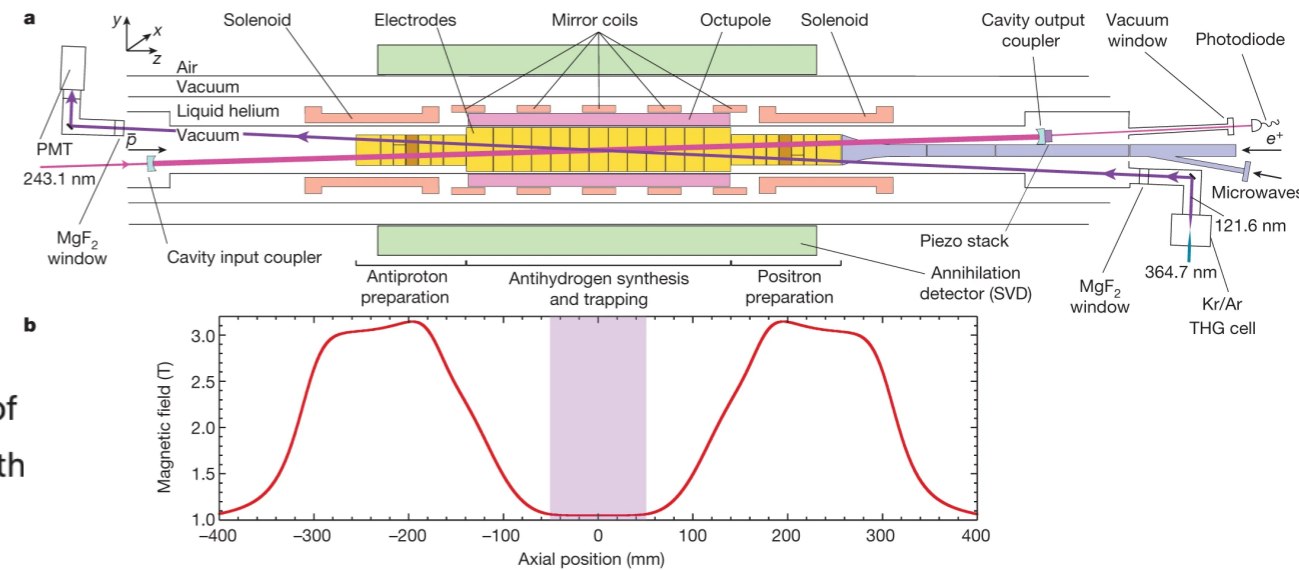 a
y
x
z
Solenoid
Electrodes
Mirror coils
Octupole
Solenoid
Cavity output
coupler
Vacuum
window
Photodiode
Air
Vacuum
Liquid helium
Vacuum
PMT
p̅
e⁺
243.1 nm
Microwaves
MgF₂
window
Cavity input coupler
Piezo stack
121.6 nm
364.7 nm
Antiproton
preparation
Antihydrogen synthesis
and trapping
Positron
preparation
Annihilation
detector (SVD)
MgF₂
window
Kr/Ar
THG cell
b
of
th
Magnetic field (T)
3.0
2.5
2.0
1.5
1.0
−400
−300
−200
−100
0
100
200
300
400
Axial position (mm)